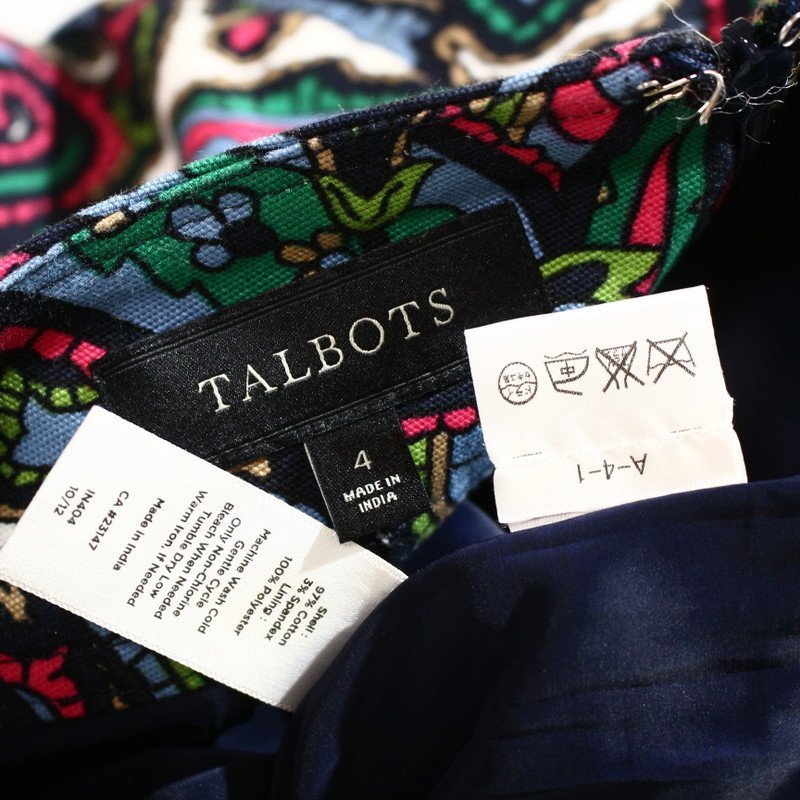 TALBOTS
4
MADE IN
INDIA
Shell:
97% Cotton
3% Spandex
Lining :
100% Polyester
Machine Wash Cold
Gentle Cycle
Only Non-Chlorine
Bleach When Needed
Tumble Dry Low
Warm Iron, If Needed
Made in India
CA #23147
IN404
10/12
A-4-1